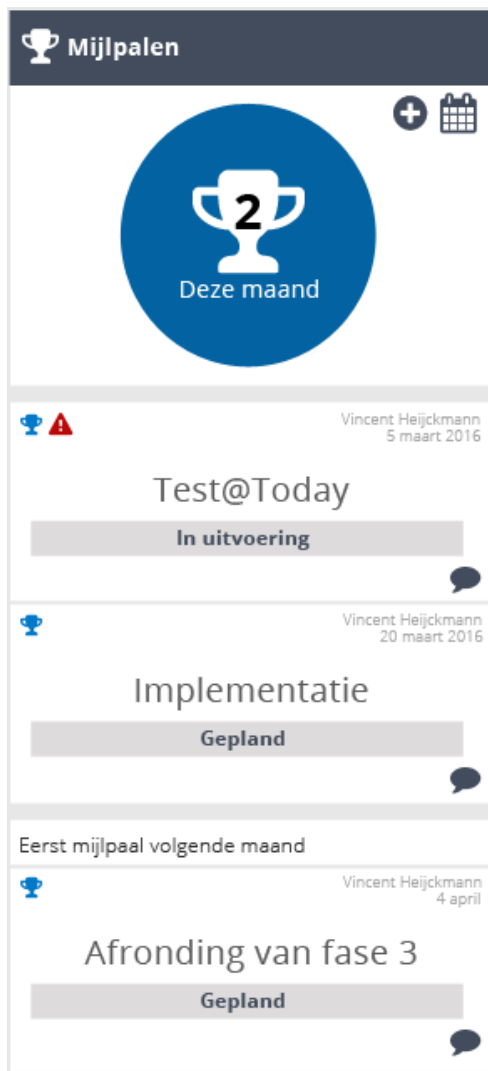 Mijlpalen
2
Deze maand
Vincent Heijckmann
5 maart 2016
Test@Today
In uitvoering
Vincent Heijckmann
20 maart 2016
Implementatie
Gepland
Eerst mijlpaal volgende maand
Vincent Heijckmann
4 april
Afronding van fase 3
Gepland